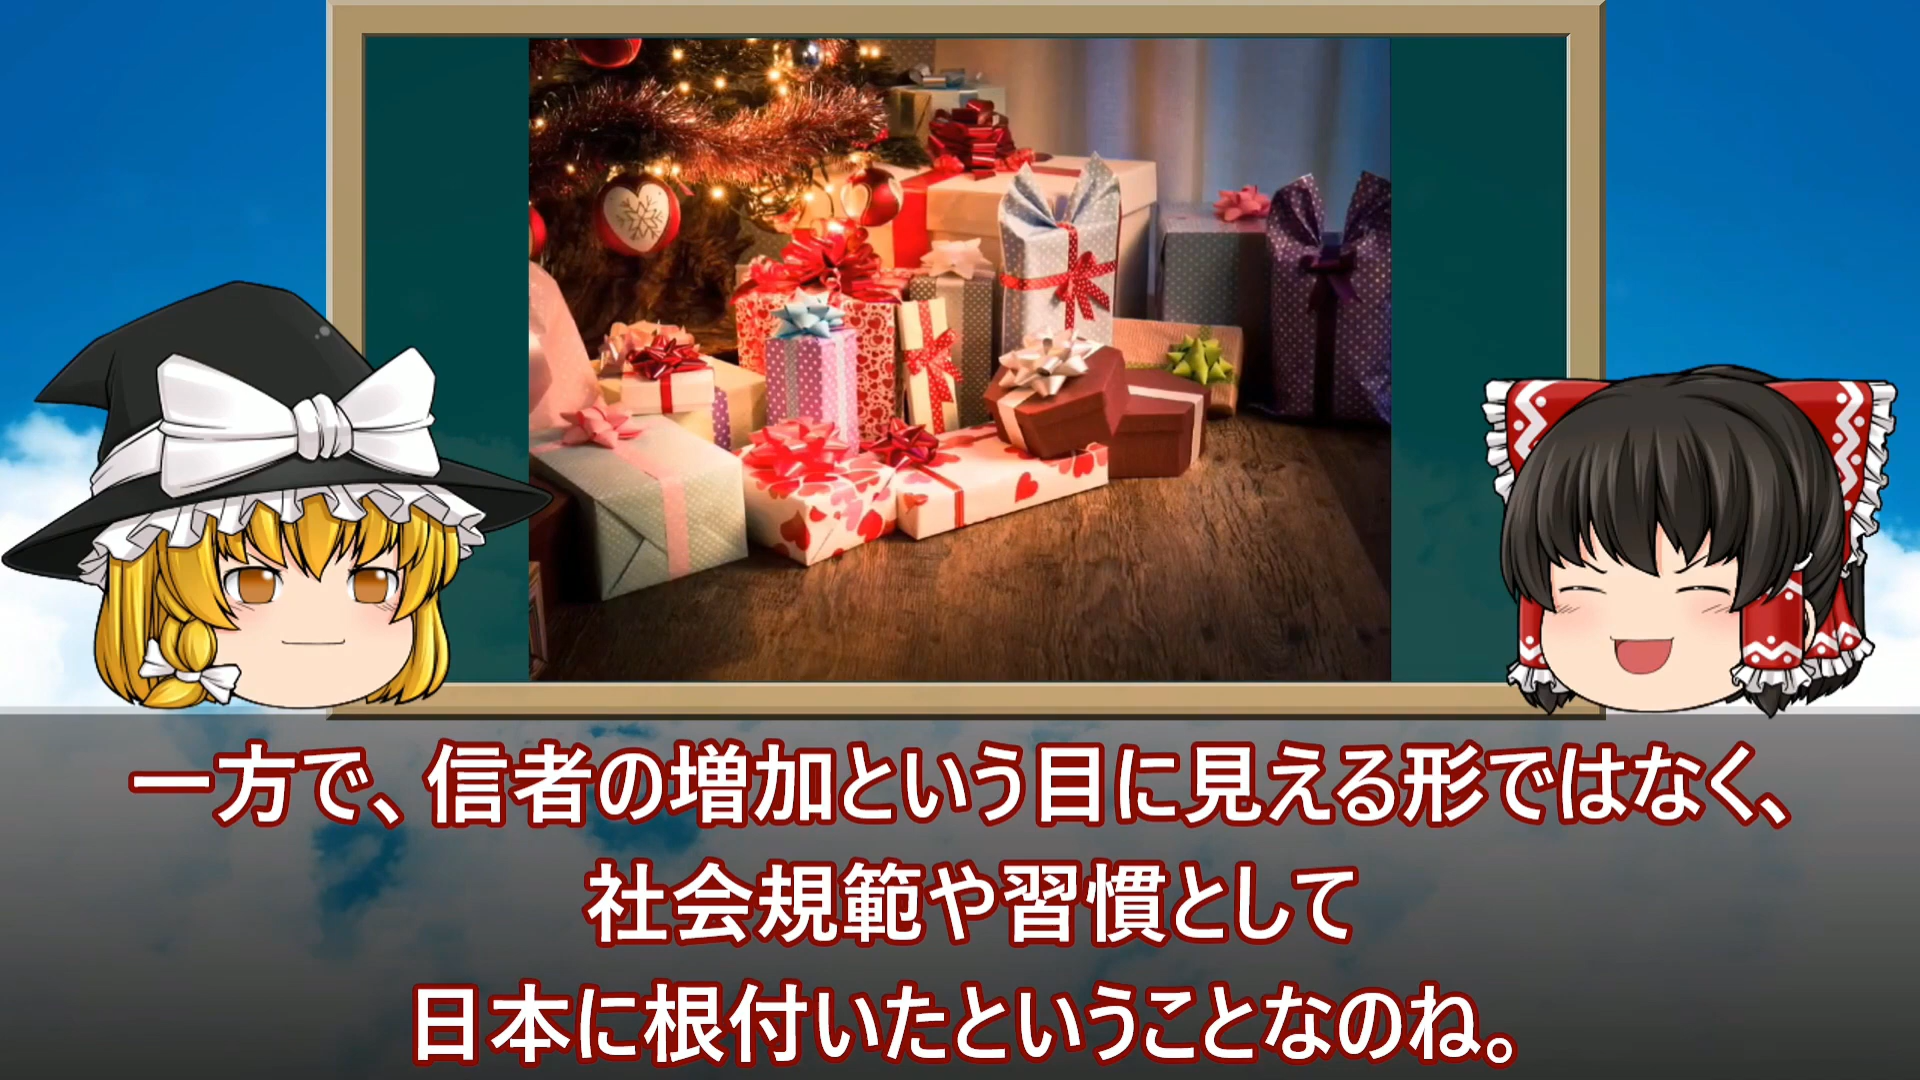 一方で、信者の増加という目に見える形ではなく、
社会規範や習慣として
日本に根付いたということなのね。